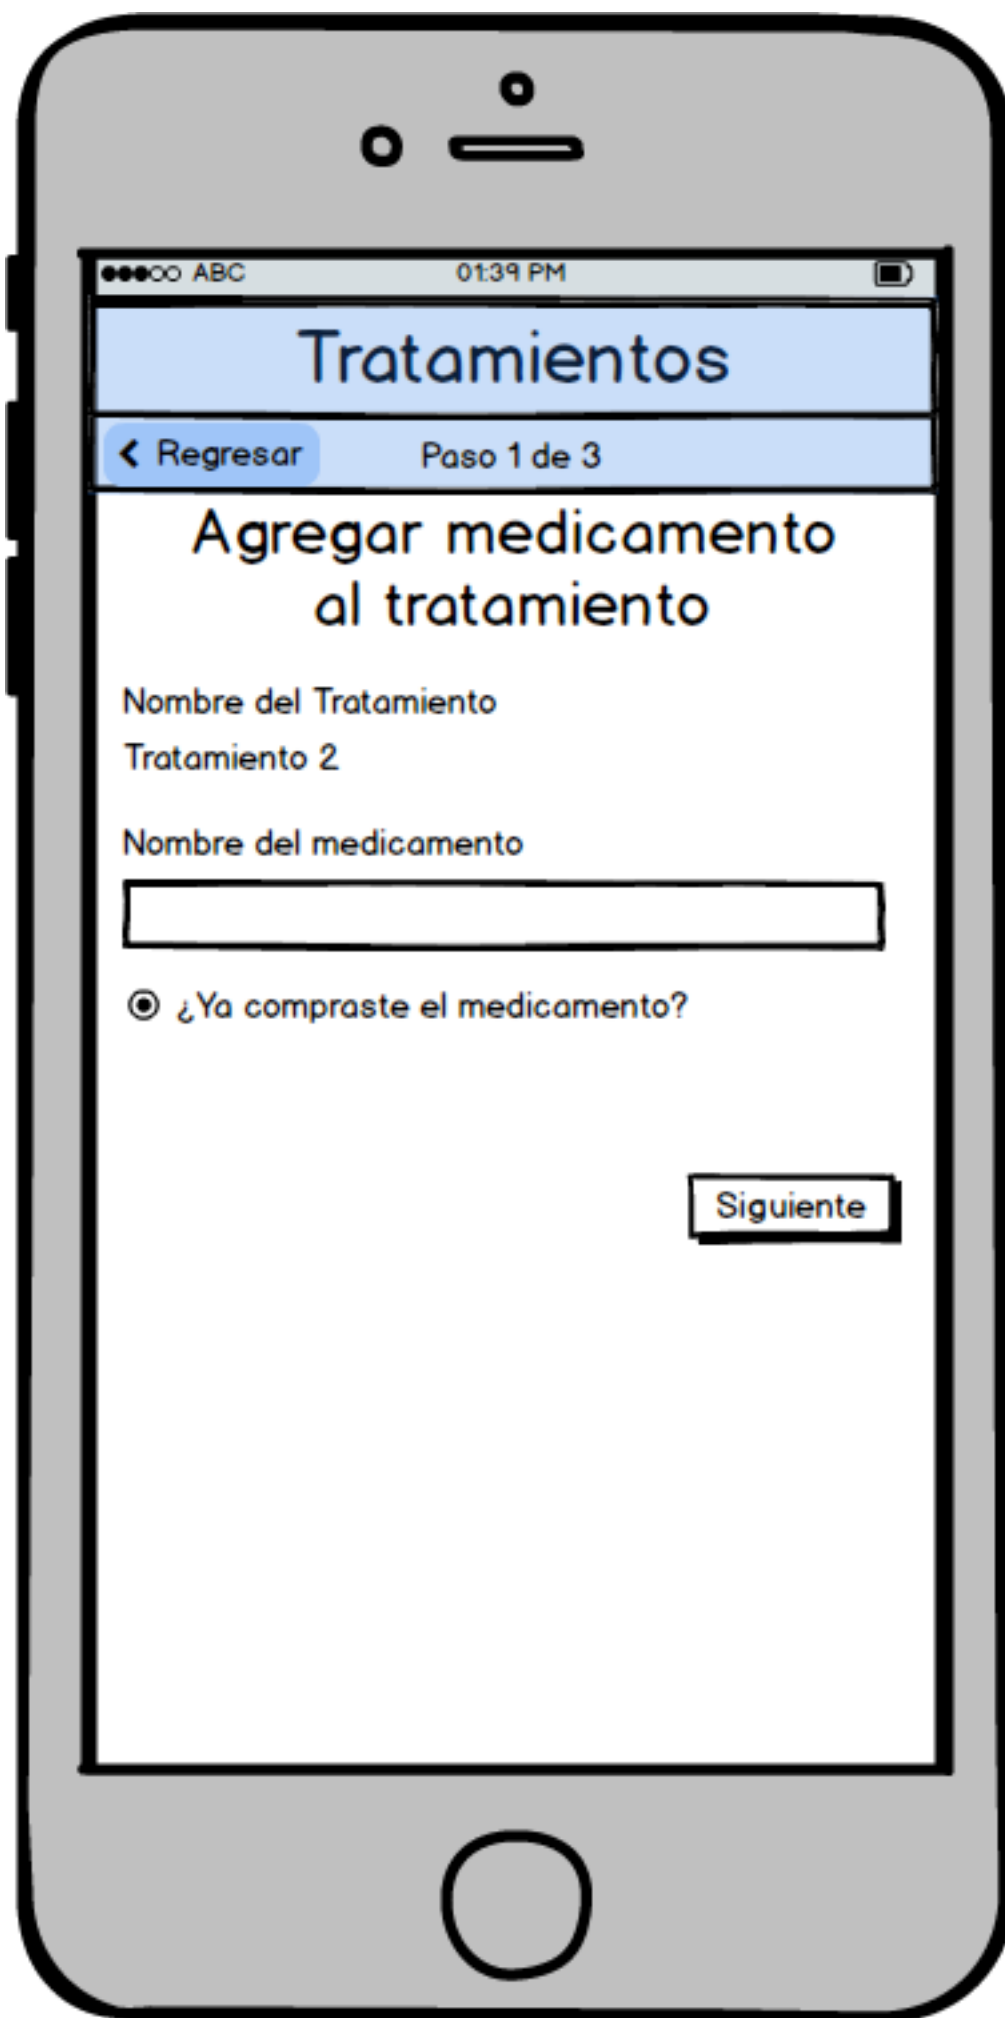 ABC 01:39 PM
Tratamientos
Regresar Paso 1 de 3
Agregar medicamento
al tratamiento
Nombre del Tratamiento
Tratamiento 2
Nombre del medicamento
¿Ya compraste el medicamento?
Siguiente